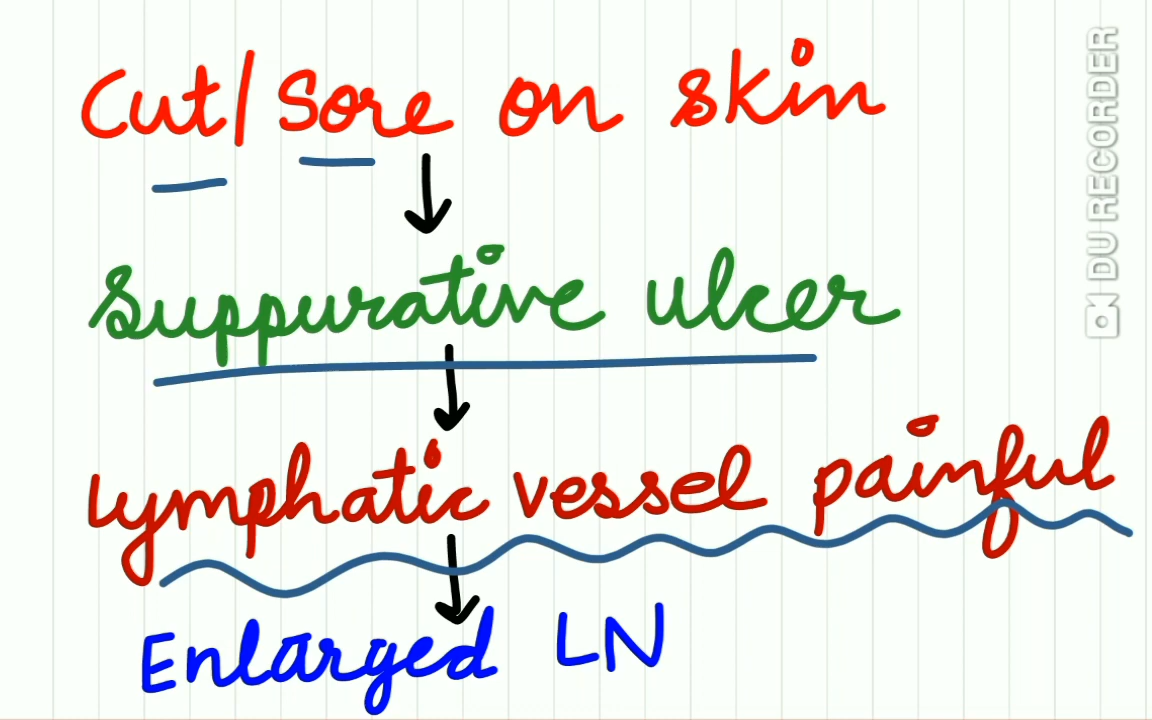 Cut/Sore on skin
Suppurative ulcer
Lymphatic vessel painful
Enlarged LN
DU RECORDER